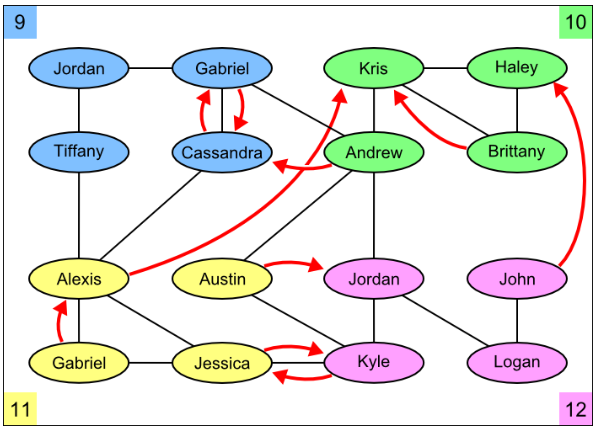 9
10
Jordan
Gabriel
Kris
Haley
Tiffany
Cassandra
Andrew
Brittany
Alexis
Austin
Jordan
John
Gabriel
Jessica
Kyle
Logan
11
12